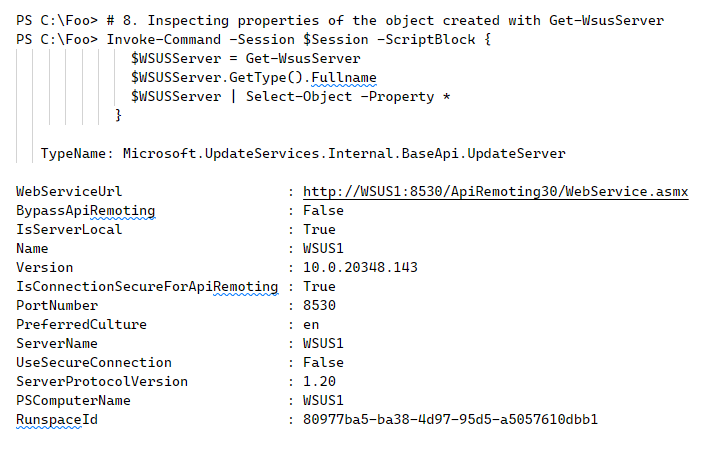 PS C:\Foo> # 8. Inspecting properties of the object created with Get-WsusServer
PS C:\Foo> Invoke-Command -Session $Session -ScriptBlock {
$WSUSServer = Get-WsusServer
$WSUSServer.GetType().Fullname
$WSUSServer | Select-Object -Property *
}
TypeName: Microsoft.UpdateServices.Internal.BaseApi.UpdateServer
WebServiceUrl : http://WSUS1:8530/ApiRemoting30/WebService.asmx
BypassApiRemoting : False
IsServerLocal : True
Name : WSUS1
Version : 10.0.20348.143
IsConnectionSecureForApiRemoting : True
PortNumber : 8530
PreferredCulture : en
ServerName : WSUS1
UseSecureConnection : False
ServerProtocolVersion : 1.20
PSComputerName : WSUS1
RunspaceId : 80977ba5-ba38-4d97-95d5-a5057610dbb1